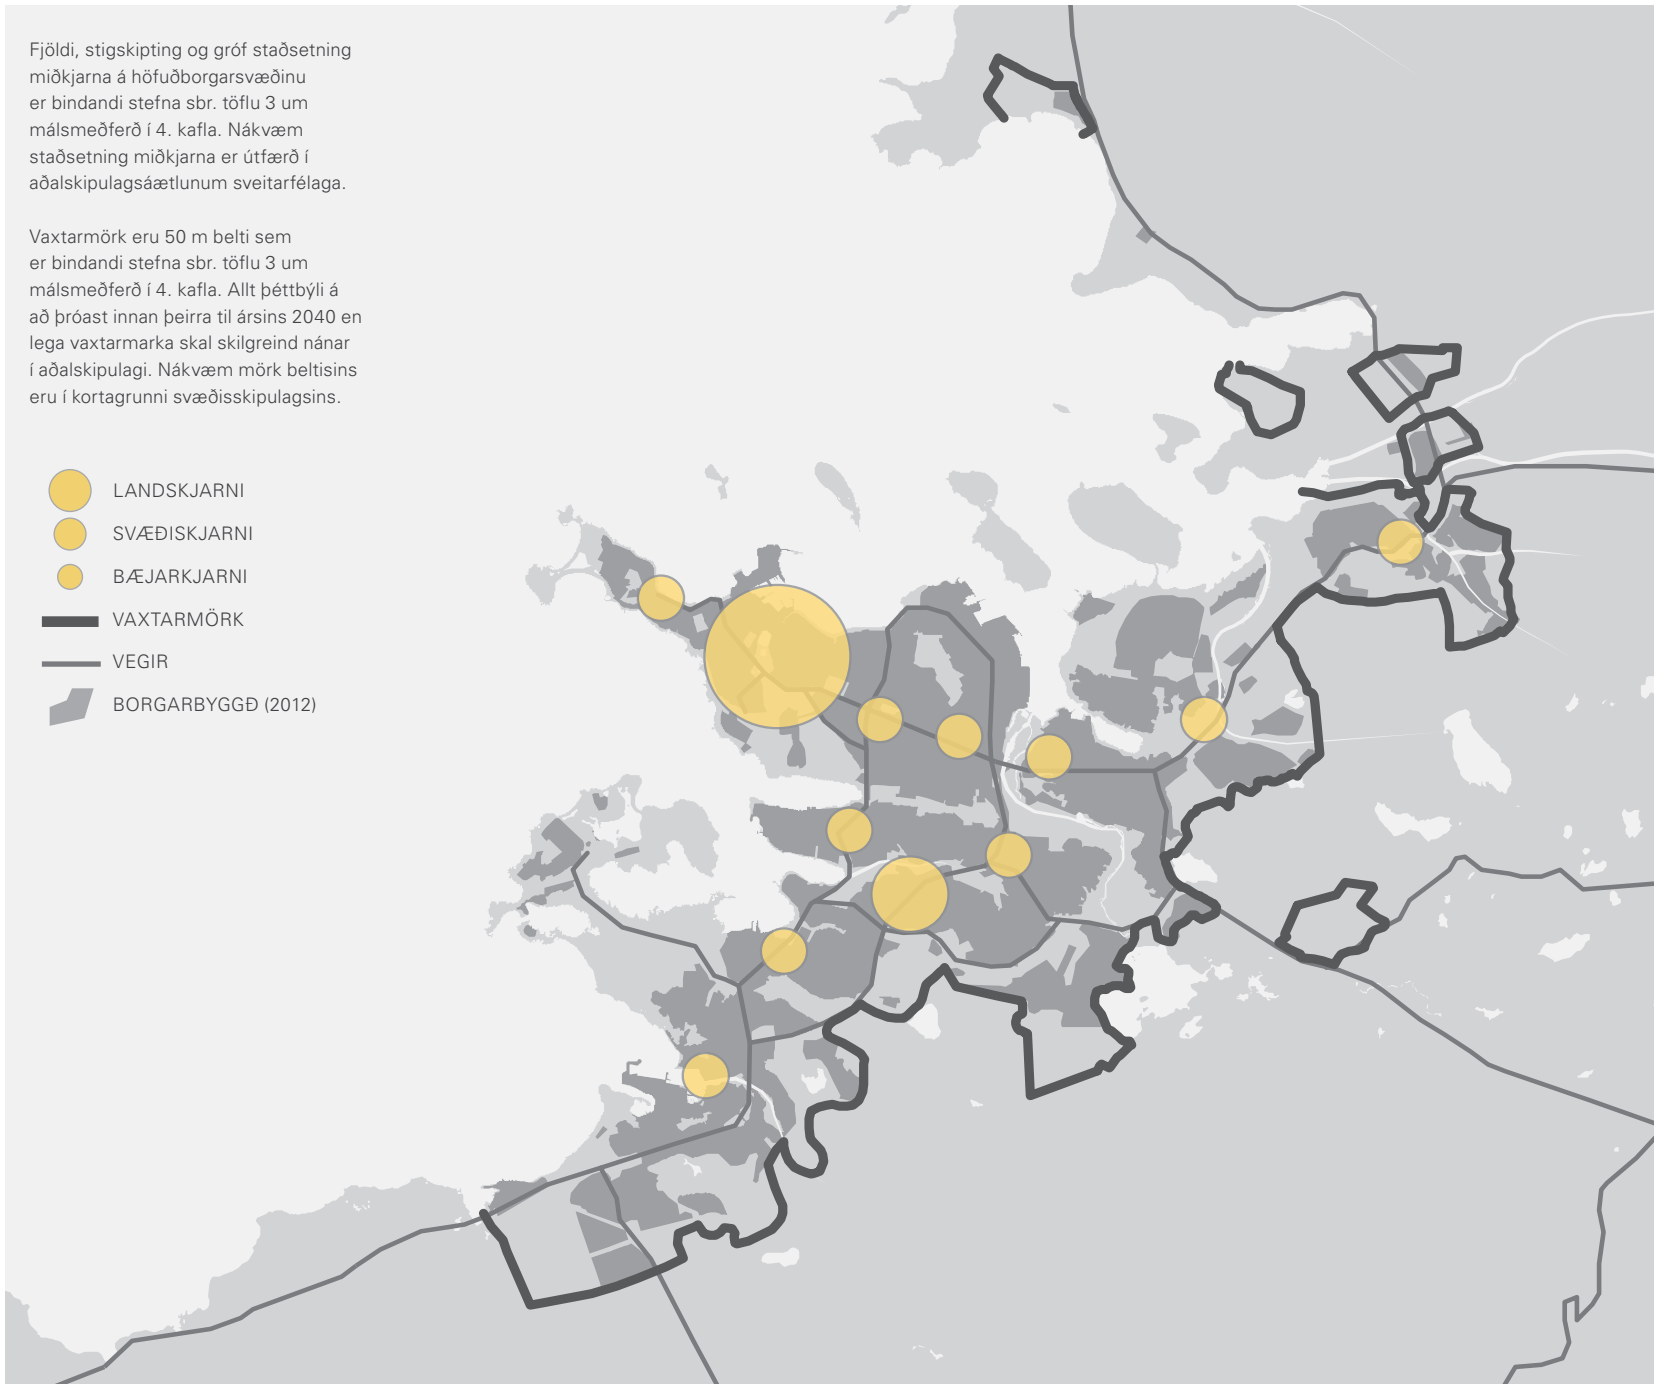 Fjöldi, stigskipting og gróf staðsetning
miðkjarna á höfuðborgarsvæðinu
er bindandi stefna sbr. töflu 3 um
málsmeðferð í 4. kafla. Nákvæm
staðsetning miðkjarna er útfærð í
aðalskipulagsáætlunum sveitarfélaga.
Vaxtarmörk eru 50 m belti sem
er bindandi stefna sbr. töflu 3 um
málsmeðferð í 4. kafla. Allt þéttbýli á
að þróast innan þeirra til ársins 2040 en
lega vaxtarmarka skal skilgreind nánar
í aðalskipulagi. Nákvæm mörk beltisins
eru í kortagrunni svæðisskipulagsins.
LANDSKJARNI
SVÆÐISKJARNI
BÆJARKJARNI
VAXTARMÖRK
VEGIR
BORGARBYGGÐ (2012)